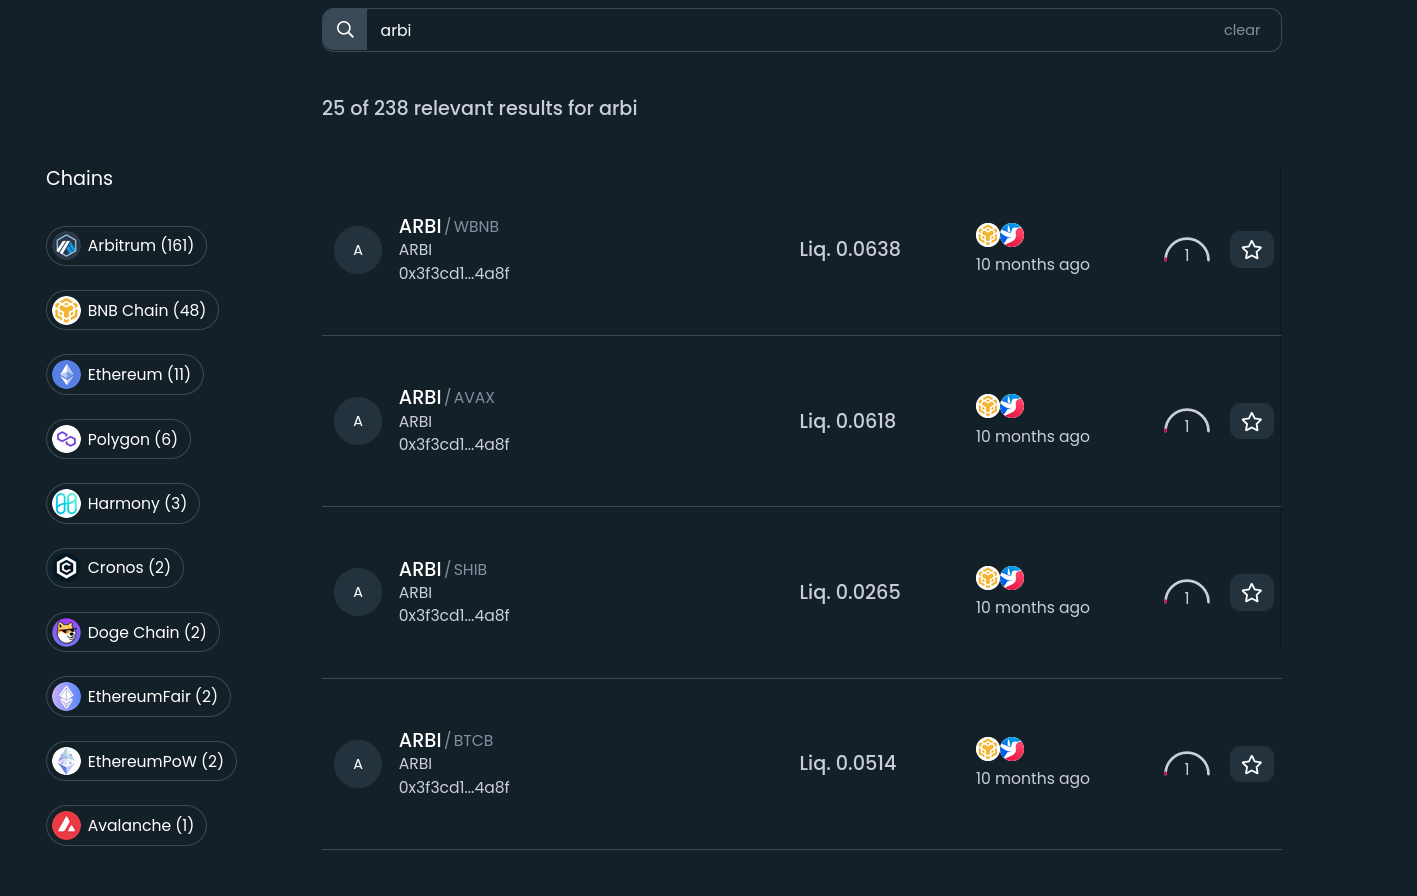 arbi
clear
25 of 238 relevant results for arbi
Chains
Arbitrum (161)
BNB Chain (48)
Ethereum (11)
Polygon (6)
Harmony (3)
Cronos (2)
Doge Chain (2)
EthereumFair (2)
EthereumPoW (2)
Avalanche (1)
A
ARBI / WBNB
ARBI
0x3f3cd1...4a8f
Liq. 0.0638
10 months ago
1
A
ARBI / AVAX
ARBI
0x3f3cd1...4a8f
Liq. 0.0618
10 months ago
1
A
ARBI / SHIB
ARBI
0x3f3cd1...4a8f
Liq. 0.0265
10 months ago
1
A
ARBI / BTCB
ARBI
0x3f3cd1...4a8f
Liq. 0.0514
10 months ago
1